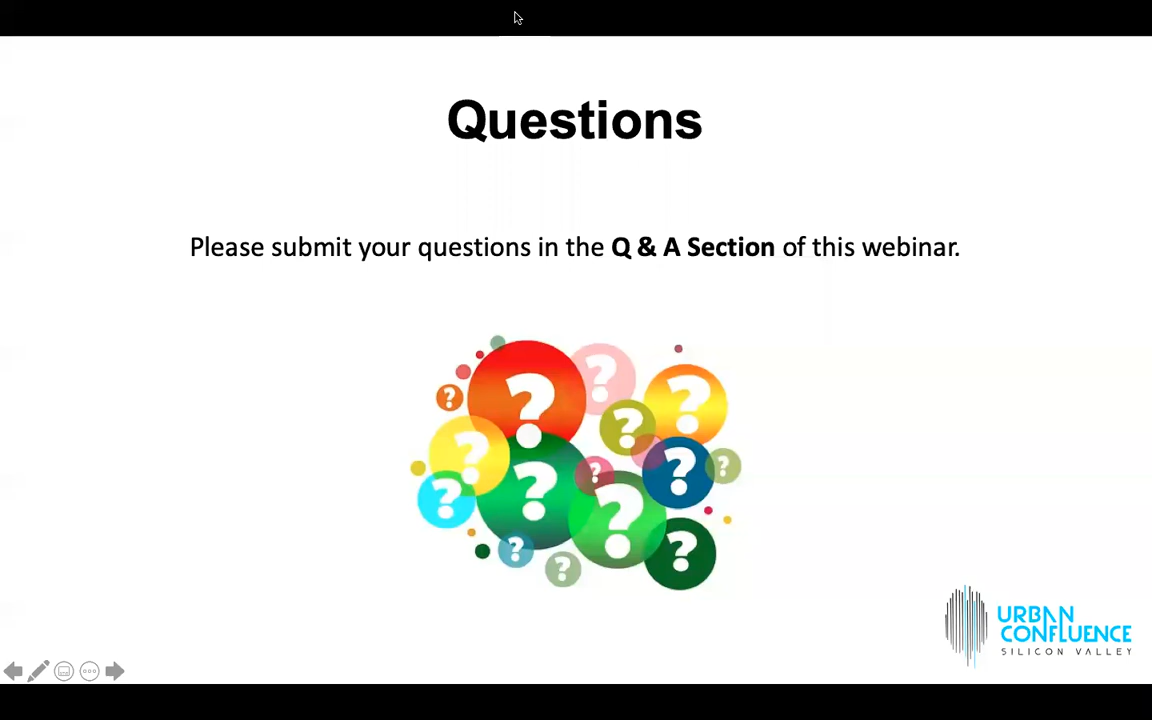 Questions
Please submit your questions in the Q & A Section of this webinar.
? ? ? ? ? ? ? ? ? ? ? ? ? ?
URBAN
CONFLUENCE
SILICON VALLEY